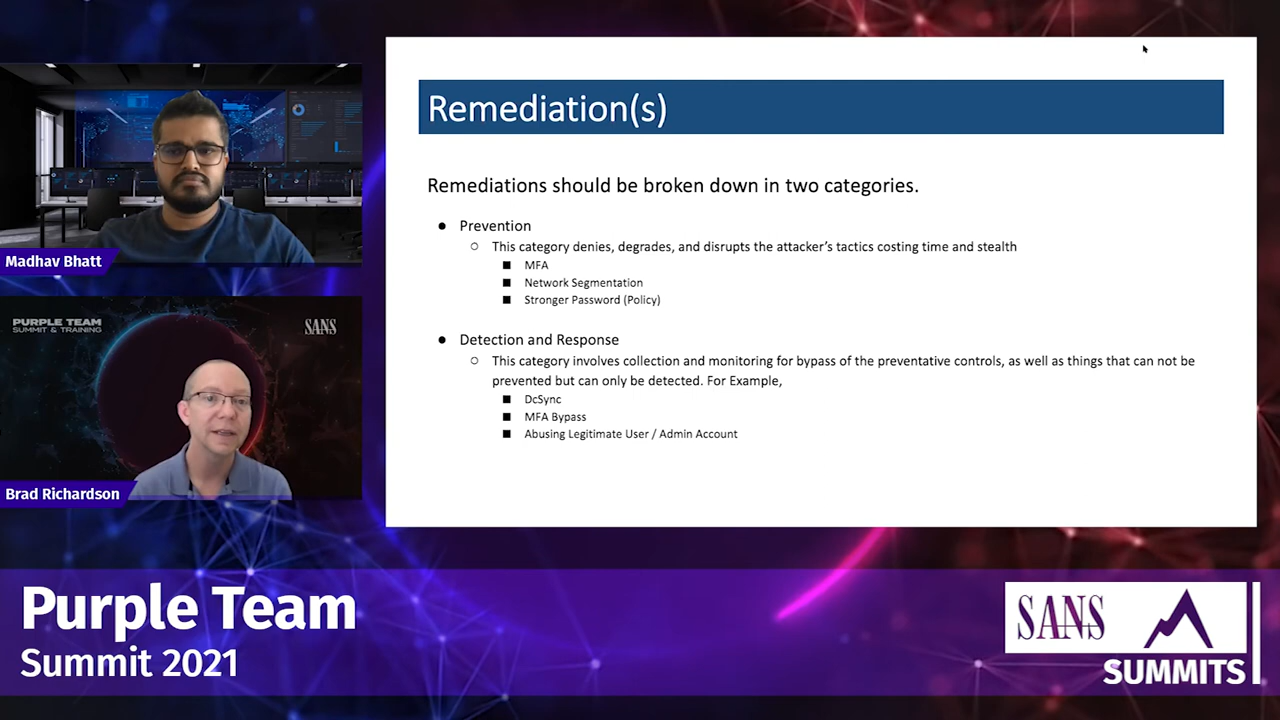 Remediation(s)
Remediations should be broken down in two categories.
● Prevention
○ This category denies, degrades, and disrupts the attacker's tactics costing time and stealth
■ MFA
■ Network Segmentation
■ Stronger Password (Policy)
● Detection and Response
○ This category involves collection and monitoring for bypass of the preventative controls, as well as things that can not be
prevented but can only be detected. For Example,
■ DcSync
■ MFA Bypass
■ Abusing Legitimate User / Admin Account
Madhav Bhatt
PURPLE TEAM
SUMMIT & TRAINING
SANS
Brad Richardson
Purple Team
Summit 2021
SANS
SUMMITS